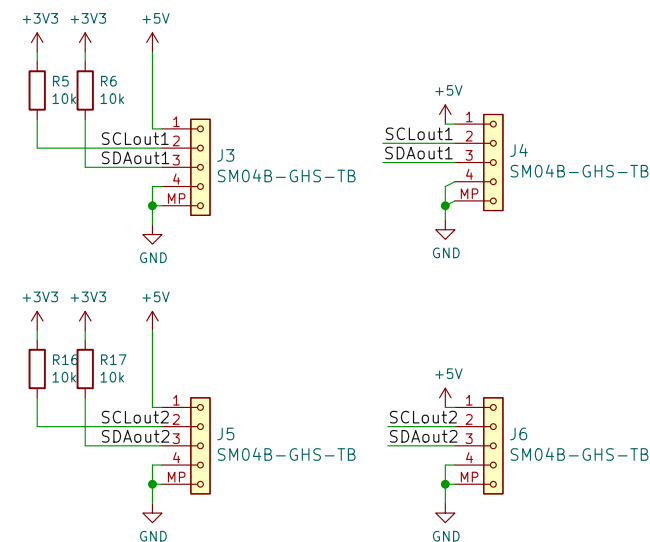 +3V3 +3V3 +5V
R5 R6
10k 10k
+5V
1
SCLout1 2
SDAout1 3
4
MP
J3
SM04B-GHS-TB
GND
1
SCLout1 2
SDAout1 3
4
MP
J4
SM04B-GHS-TB
GND
+3V3 +3V3 +5V
R16 R17
10k 10k
+5V
1
SCLout2 2
SDAout2 3
4
MP
J5
SM04B-GHS-TB
GND
1
SCLout2 2
SDAout2 3
4
MP
J6
SM04B-GHS-TB
GND